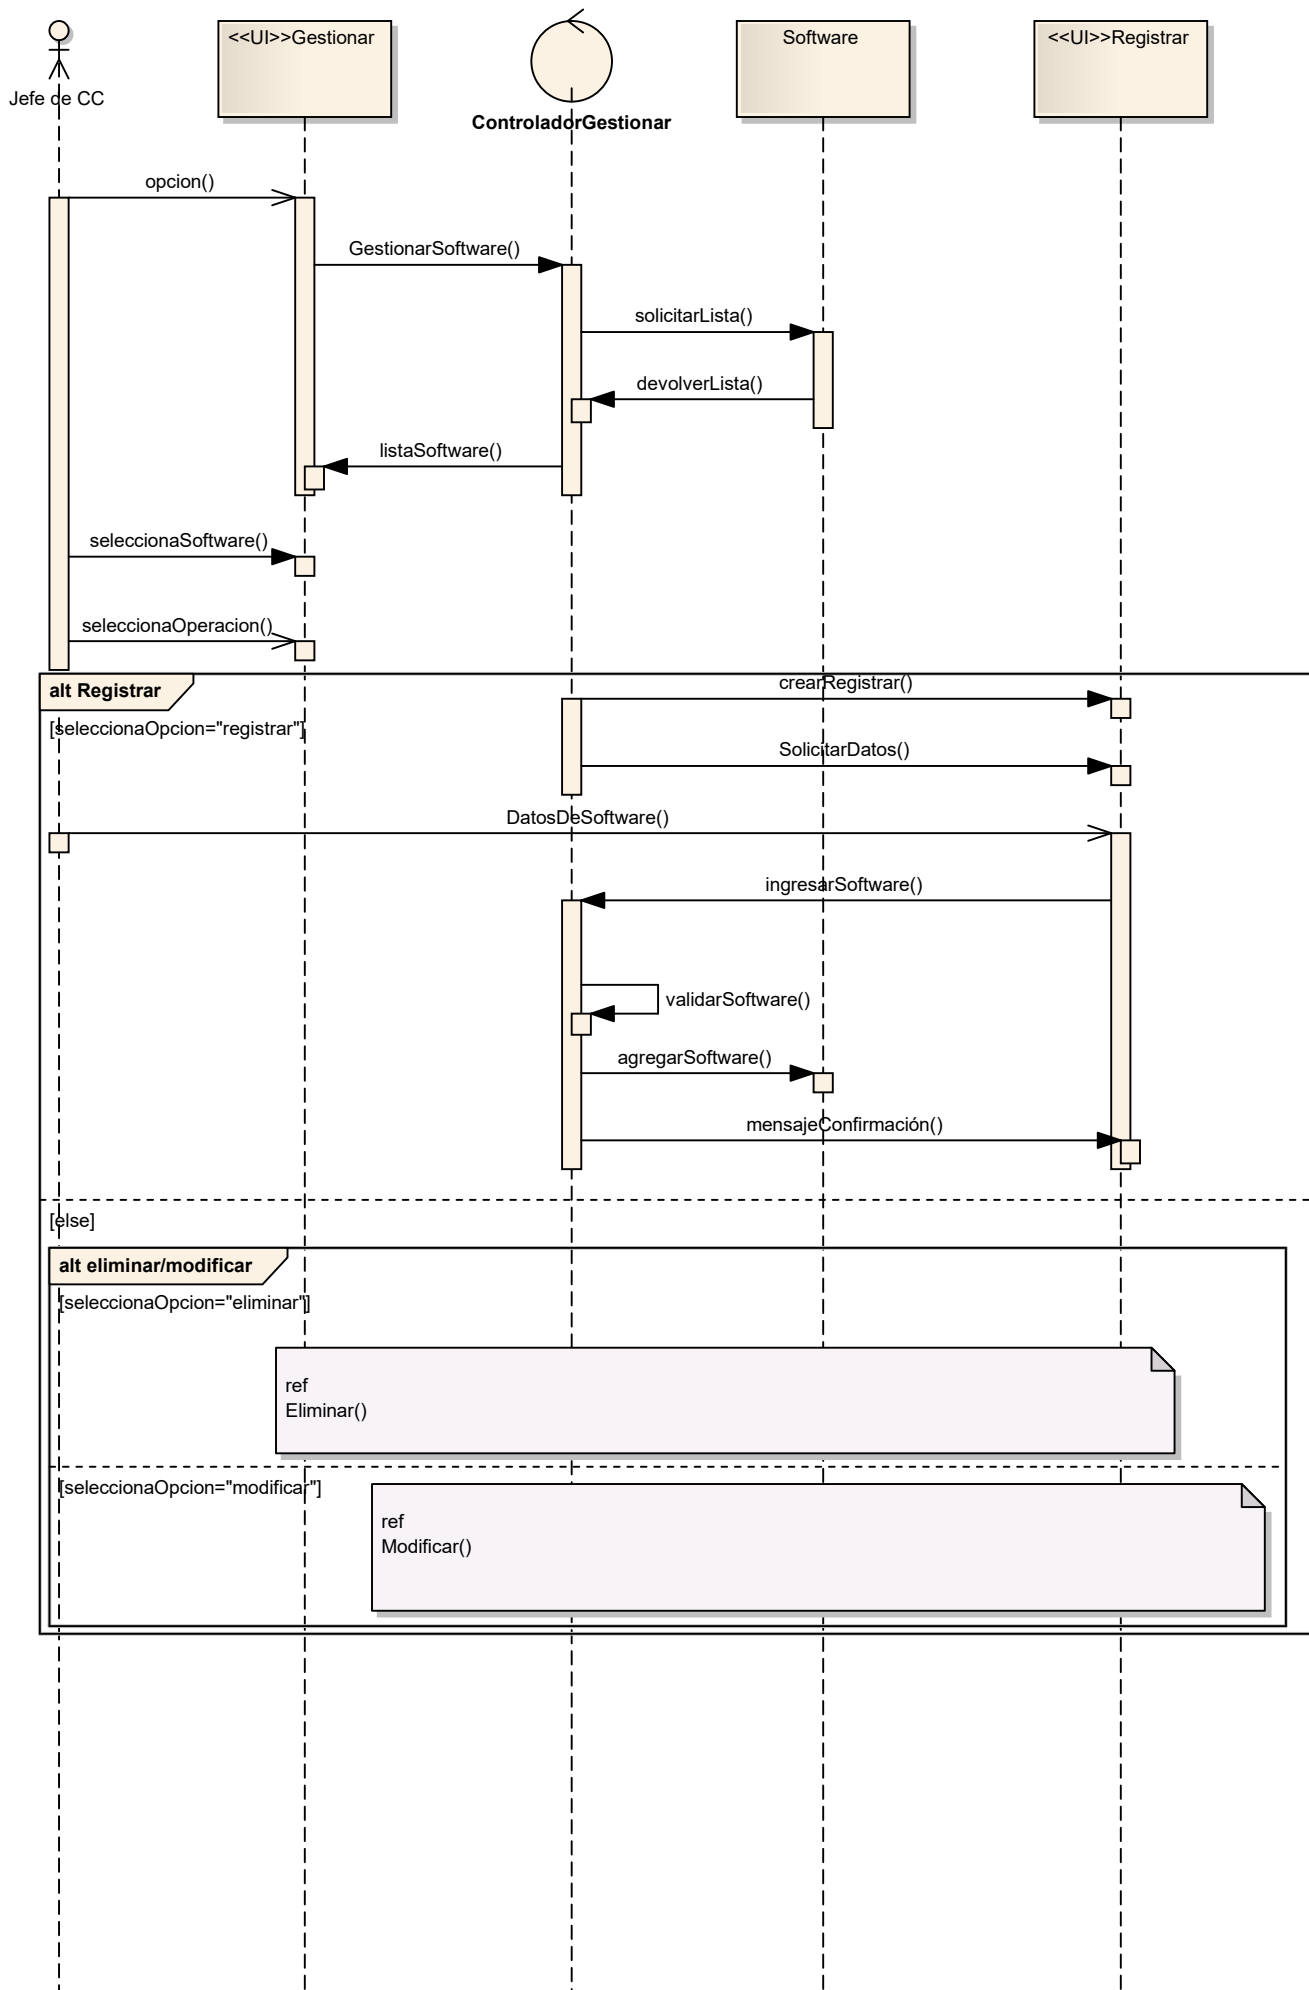 <<UI>>Gestionar
Software
<<UI>>Registrar
Jefe de CC
ControladorGestionar
opcion()
GestionarSoftware()
solicitarLista()
devolverLista()
listaSoftware()
seleccionaSoftware()
seleccionaOperacion()
alt Registrar
crearRegistrar()
[seleccionaOpcion="registrar"]
SolicitarDatos()
DatosDeSoftware()
ingresarSoftware()
validarSoftware()
agregarSoftware()
mensajeConfirmación()
[else]
alt eliminar/modificar
[seleccionaOpcion="eliminar"]
ref
Eliminar()
[seleccionaOpcion="modificar"]
ref
Modificar()